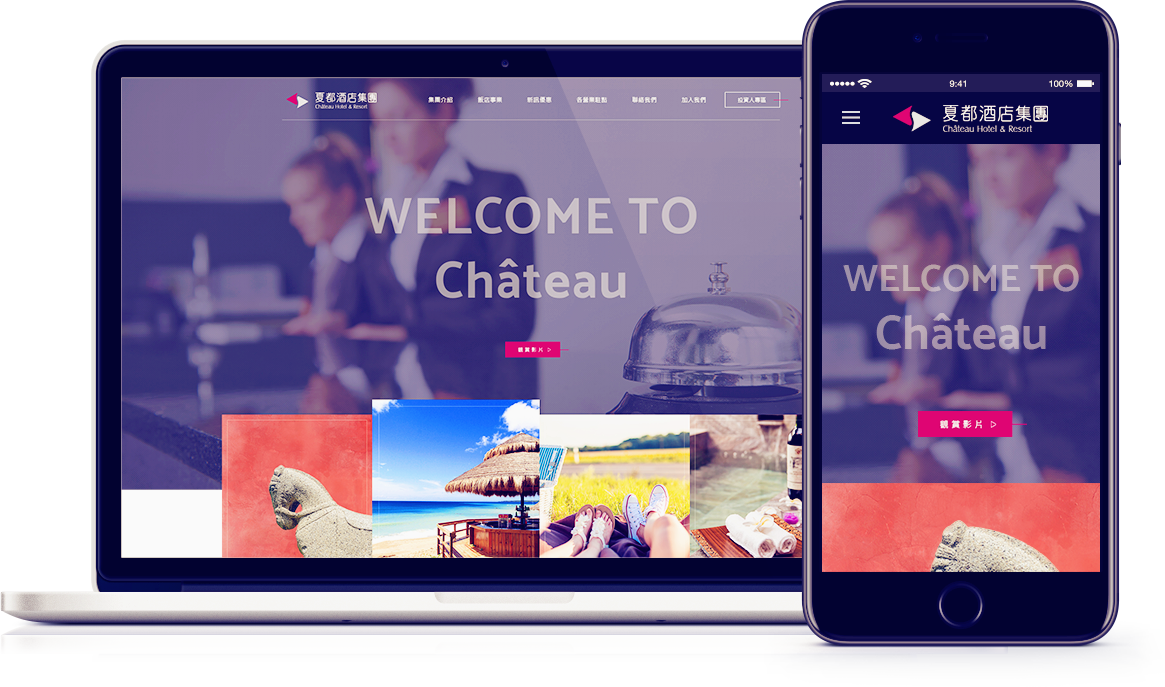 夏都酒店集團
Château Hotel & Resort
集團介紹 飯店事業 新訊優惠 各營業駐點 聯絡我們 加入我們 投資人專區
WELCOME TO
Château
觀賞影片
9:41 100%
夏都酒店集團
Château Hotel & Resort
WELCOME TO
Château
觀賞影片